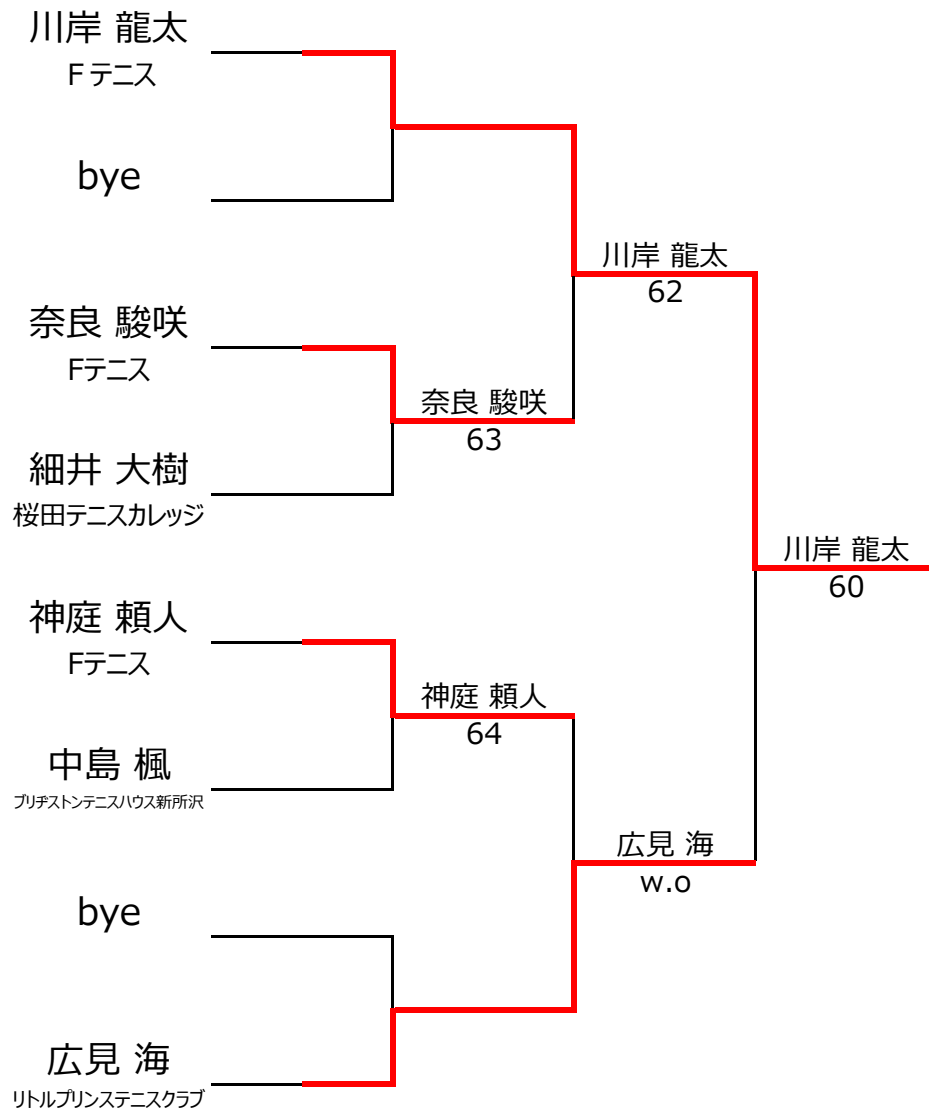 川岸 龍太
Ｆテニス
bye
川岸 龍太
62
奈良 駿咲
Fテニス
奈良 駿咲
63
細井 大樹
桜田テニスカレッジ
川岸 龍太
60
神庭 頼人
Fテニス
神庭 頼人
64
中島 楓
ブリヂストンテニスハウス新所沢
広見 海
w.o
bye
広見 海
リトルプリンステニスクラブ